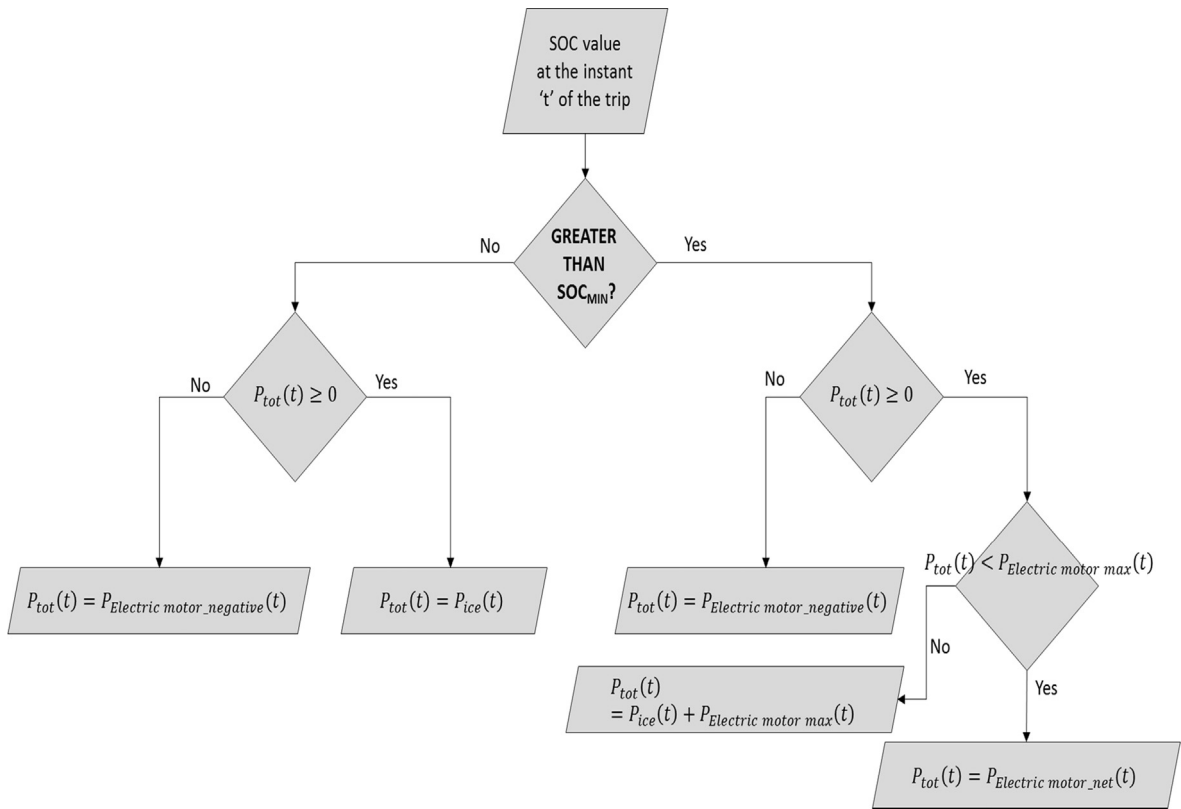 SOC value
at the instant
‘t’ of the trip
No
GREATER
Yes
THAN
SOC_MIN?
No
P_tot(t) ≥ 0
Yes
No
P_tot(t) ≥ 0
Yes
P_tot(t) < P_Electric motor max(t)
P_tot(t) = P_Electric motor_negative(t)
P_tot(t) = P_ice(t)
P_tot(t) = P_Electric motor_negative(t)
No
P_tot(t)
= P_ice(t) + P_Electric motor max(t)
Yes
P_tot(t) = P_Electric motor_net(t)